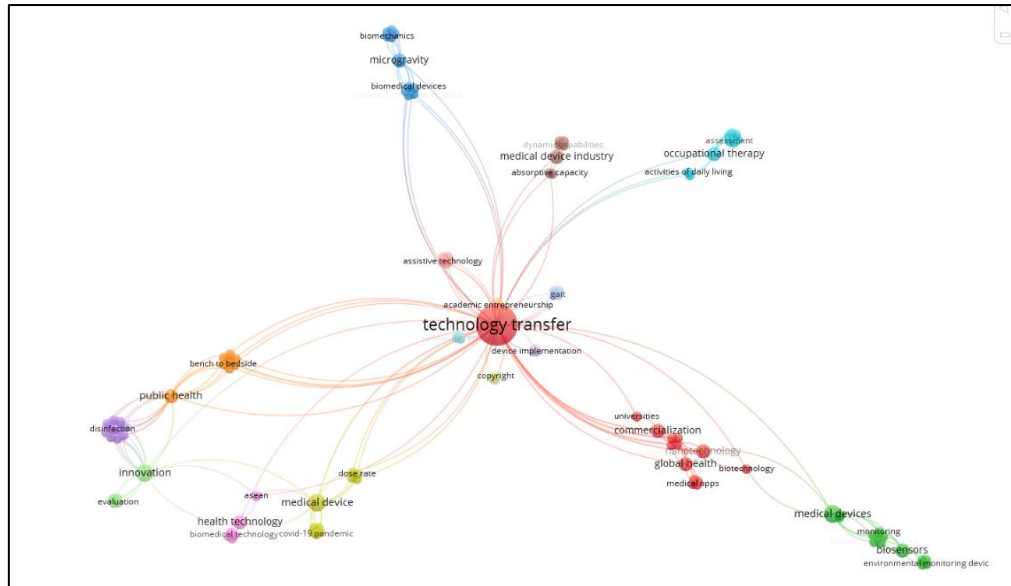 biomechanics
microgravity
biomedical devices
dynamic capabilities
medical device industry
absorptive capacity
assessment
occupational therapy
activities of daily living
assistive technology
gait
academic entrepreneurship
technology transfer
device implementation
copyright
bench to bedside
public health
disinfection
innovation
evaluation
asean
health technology
biomedical technology
dose rate
medical device
covid-19 pandemic
universities
commercialization
nanotechnology
global health
biotechnology
medical apps
medical devices
monitoring
biosensors
environmental monitoring devic